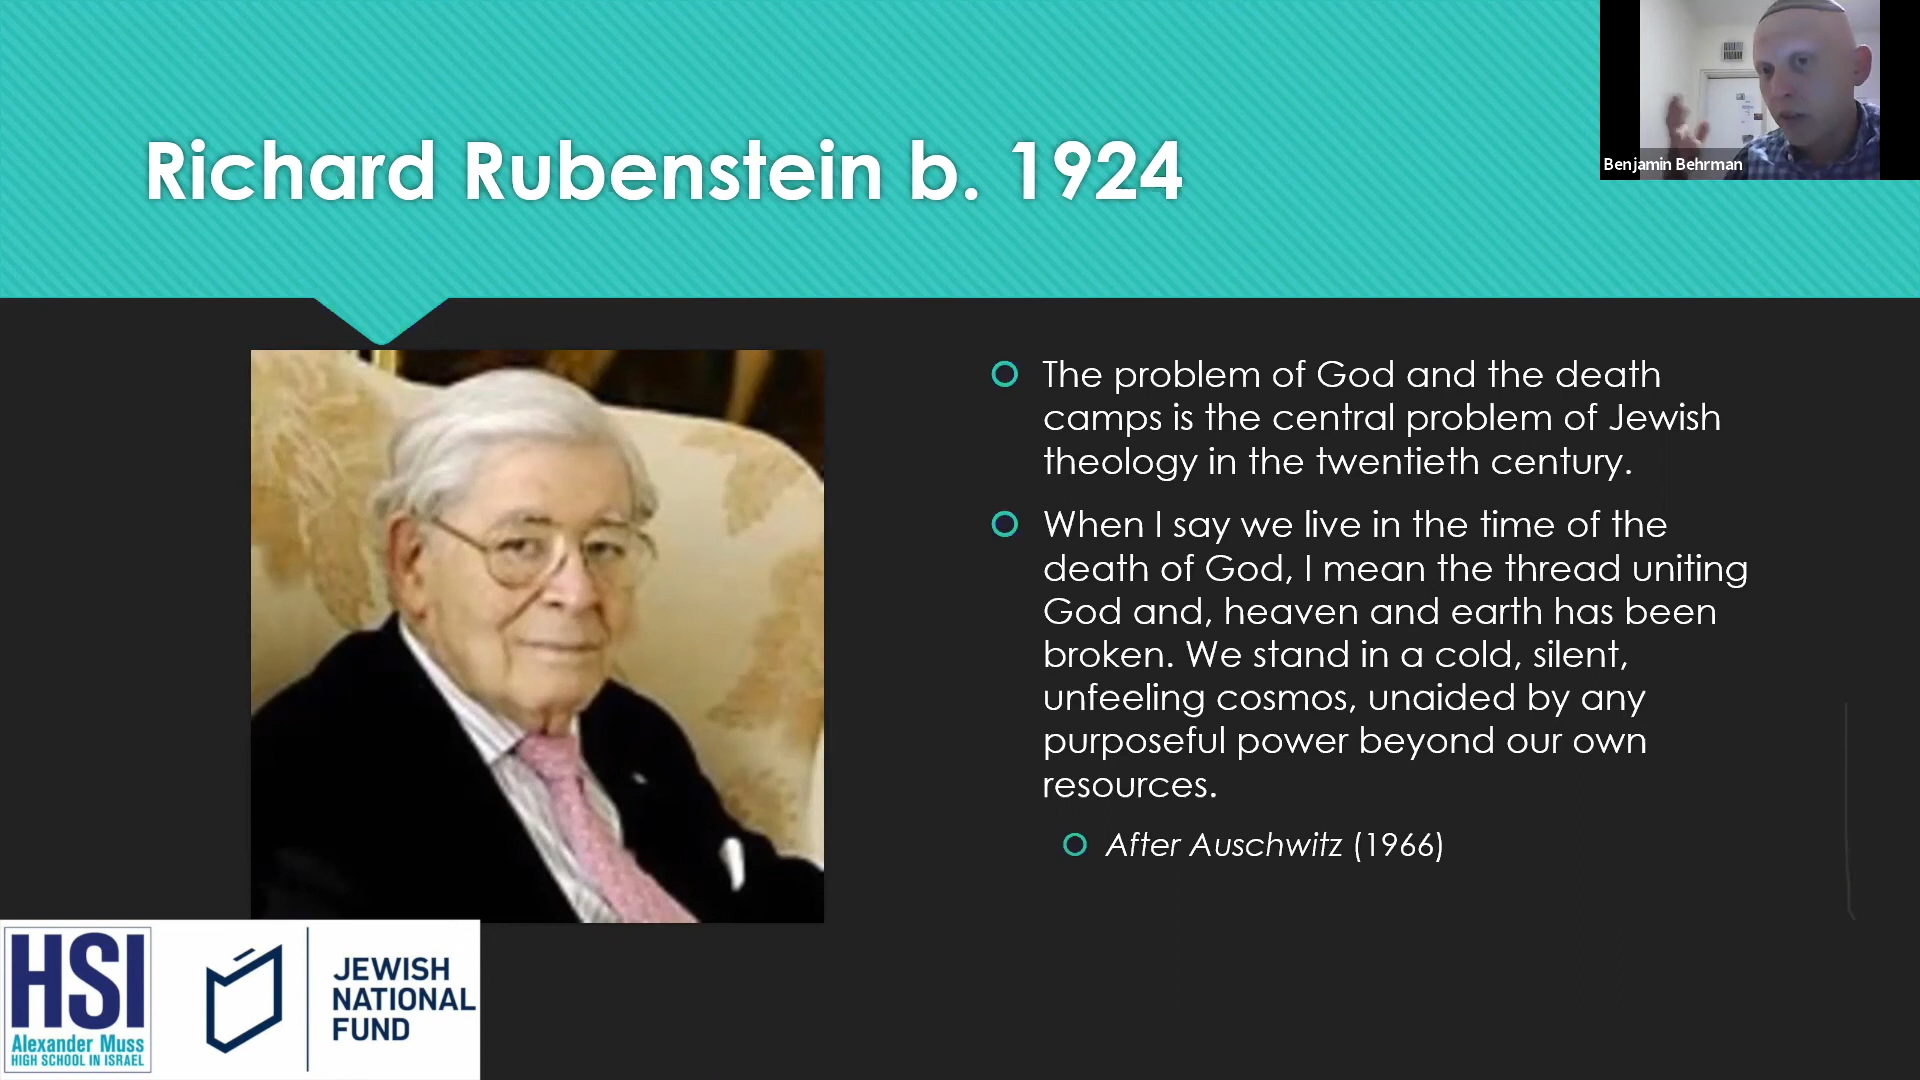 Richard Rubenstein b. 1924
Benjamin Behrman
The problem of God and the death
camps is the central problem of Jewish
theology in the twentieth century.
When I say we live in the time of the
death of God, I mean the thread uniting
God and, heaven and earth has been
broken. We stand in a cold, silent,
unfeeling cosmos, unaided by any
purposeful power beyond our own
resources.
After Auschwitz (1966)
HSI
Alexander Muss
HIGH SCHOOL IN ISRAEL
JEWISH
NATIONAL
FUND